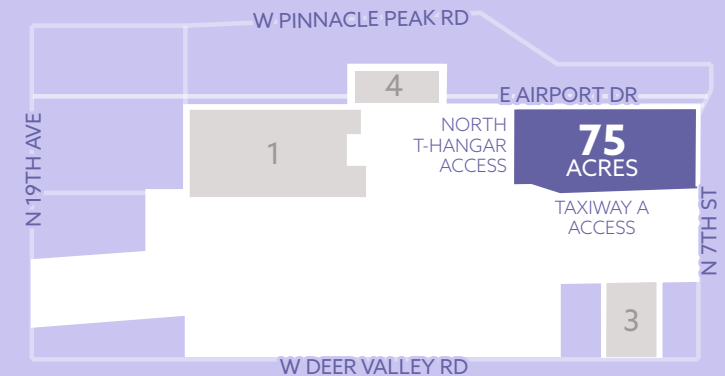 W PINNACLE PEAK RD
4
E AIRPORT DR
N 19TH AVE
1
NORTH
T-HANGAR
ACCESS
75
ACRES
TAXIWAY A
ACCESS
N 7TH ST
3
W DEER VALLEY RD